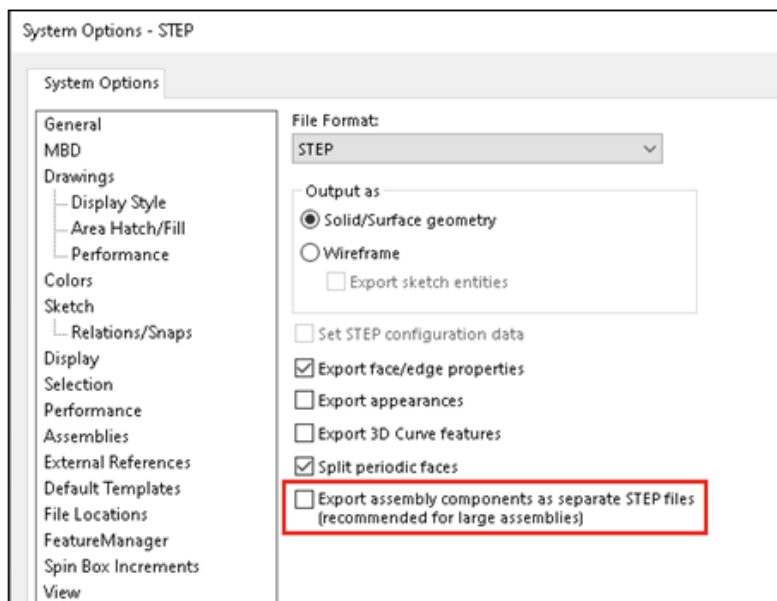 System Options - STEP
System Options
General
MBD
Drawings
Display Style
Area Hatch/Fill
Performance
Colors
Sketch
Relations/Snaps
Display
Selection
Performance
Assemblies
External References
Default Templates
File Locations
FeatureManager
Spin Box Increments
View
File Format:
STEP
Output as
Solid/Surface geometry
Wireframe
Export sketch entities
Set STEP configuration data
Export face/edge properties
Export appearances
Export 3D Curve features
Split periodic faces
Export assembly components as separate STEP files
(recommended for large assemblies)